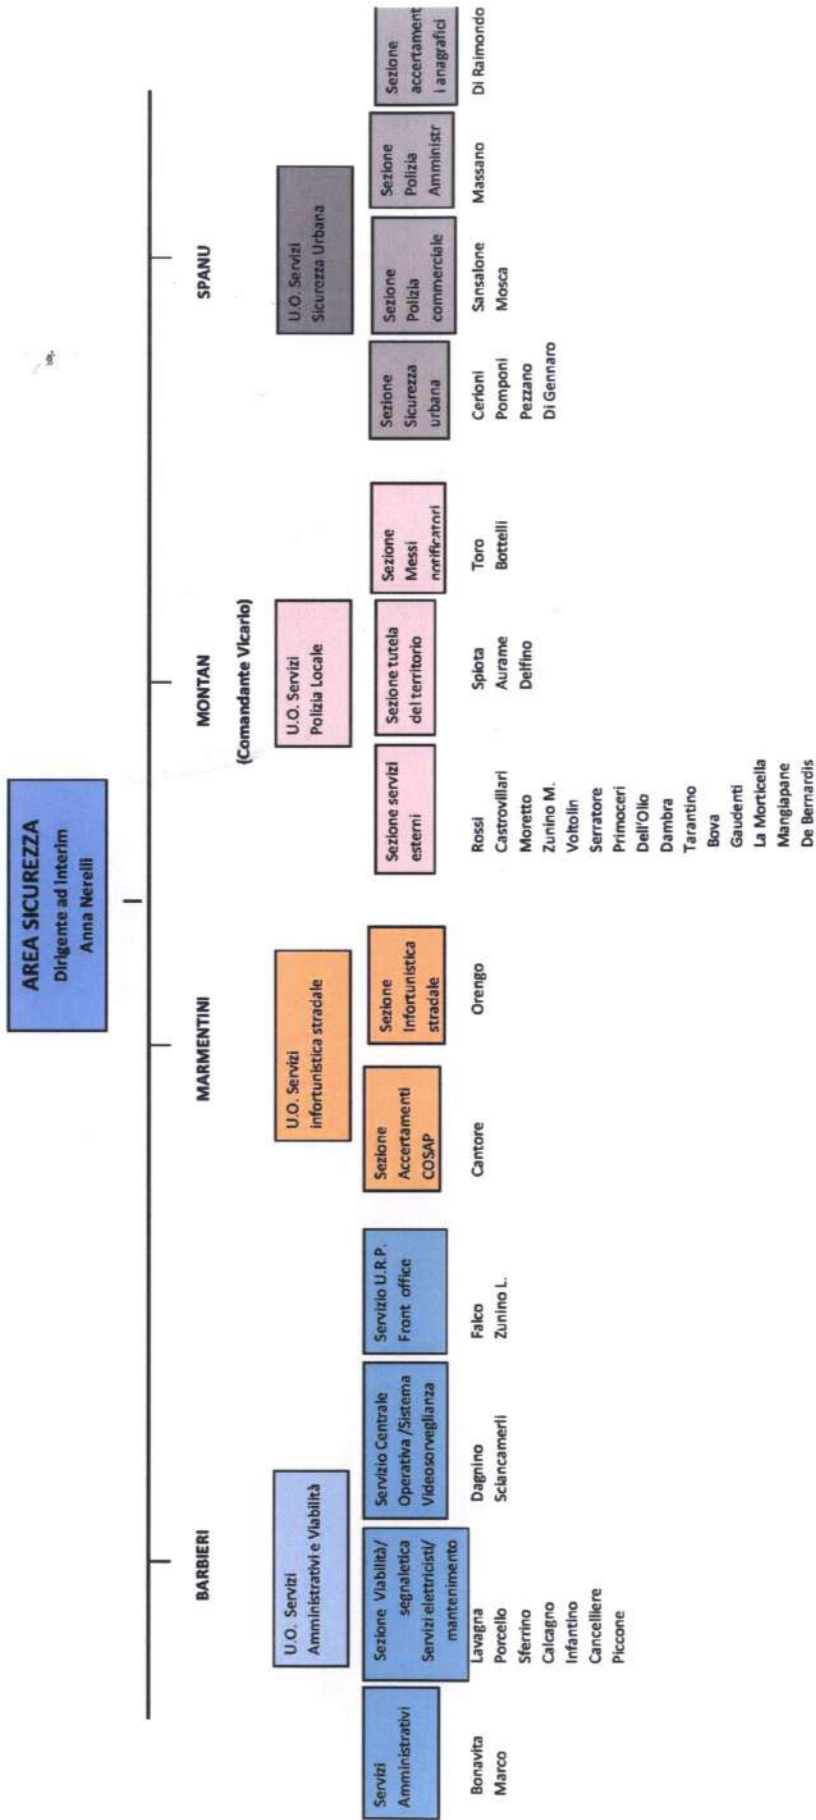 AREA SICUREZZA
Dirigente ad Interim
Anna Nerelli
BARBIERI
U.O. Servizi
Amministrativi e Viabilità
Servizi
Amministrativi
Bonavita
Marco
Sezione Viabilità/
segnaletica
Servizi elettricisti/
mantenimento
Lavagna
Porcello
Sferrino
Calcagno
Infantino
Cancelliere
Piccone
Servizio Centrale
Operativa /Sistema
Videosorveglianza
Dagnino
Sciancamerli
Servizio U.R.P.
Front office
Falco
Zunino L.
MARMENTINI
U.O. Servizi
infortunistica stradale
Sezione
Accertamenti
COSAP
Cantore
Sezione
Infortunistica
stradale
Orengo
MONTAN
(Comandante Vicario)
U.O. Servizi
Polizia Locale
Sezione servizi
esterni
Rossi
Castrovillari
Moretto
Zunino M.
Voltolin
Serratore
Primoceri
Dell'Olio
Dambra
Tarantino
Bova
Gaudenti
La Morticella
Mangiapane
De Bernardis
Sezione tutela
del territorio
Spiota
Aurame
Delfino
Sezione
Messi
notificatori
Toro
Bottelli
SPANU
U.O. Servizi
Sicurezza Urbana
Sezione
Sicurezza
urbana
Cerioni
Pomponi
Pezzano
Di Gennaro
Sezione
Polizia
commerciale
Sansalone
Mosca
Sezione
Polizia
Amministr
Massano
Sezione
accertament
i anagrafici
Di Raimondo